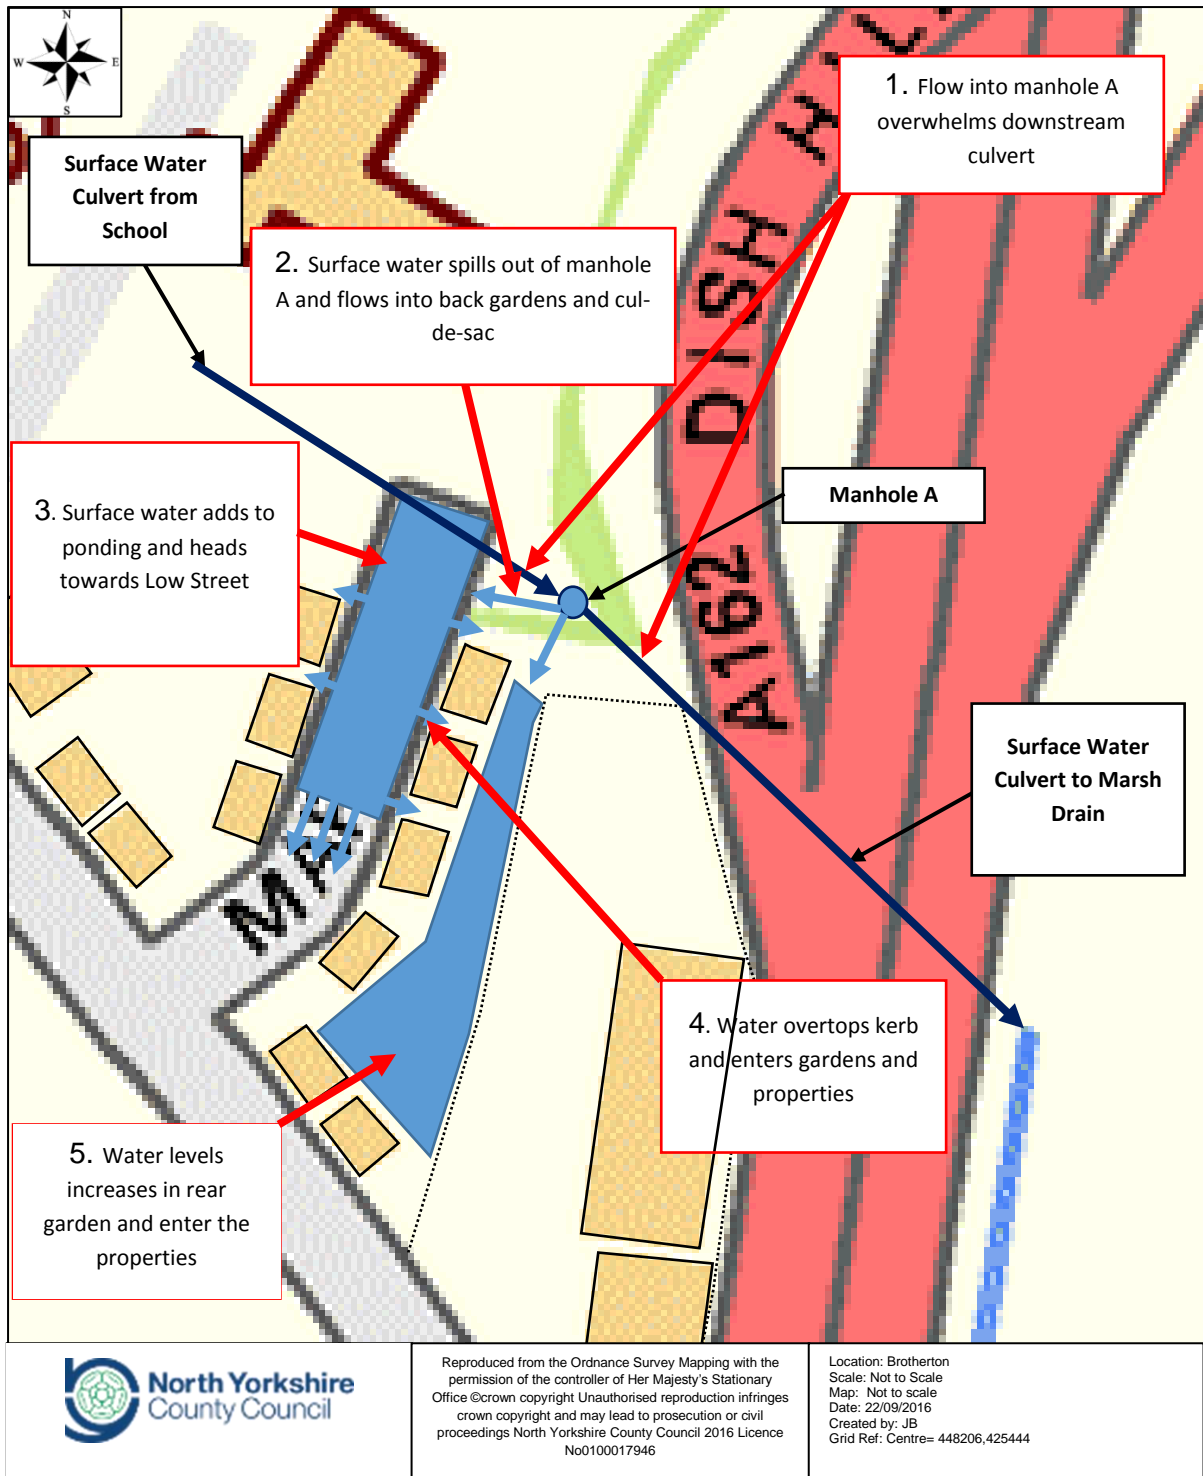 N
W E
S
Surface Water
Culvert from
School
1. Flow into manhole A
overwhelms downstream
culvert
2. Surface water spills out of manhole
A and flows into back gardens and cul-
de-sac
DISH HIL
3. Surface water adds to
ponding and heads
towards Low Street
Manhole A
A162
Surface Water
Culvert to Marsh
Drain
MAR
4. Water overtops kerb
and enters gardens and
properties
5. Water levels
increases in rear
garden and enter the
properties
North Yorkshire
County Council
Reproduced from the Ordnance Survey Mapping with the
permission of the controller of Her Majesty's Stationary
Office ©crown copyright Unauthorised reproduction infringes
crown copyright and may lead to prosecution or civil
proceedings North Yorkshire County Council 2016 Licence
No0100017946
Location: Brotherton
Scale: Not to Scale
Map: Not to scale
Date: 22/09/2016
Created by: JB
Grid Ref: Centre= 448206,425444